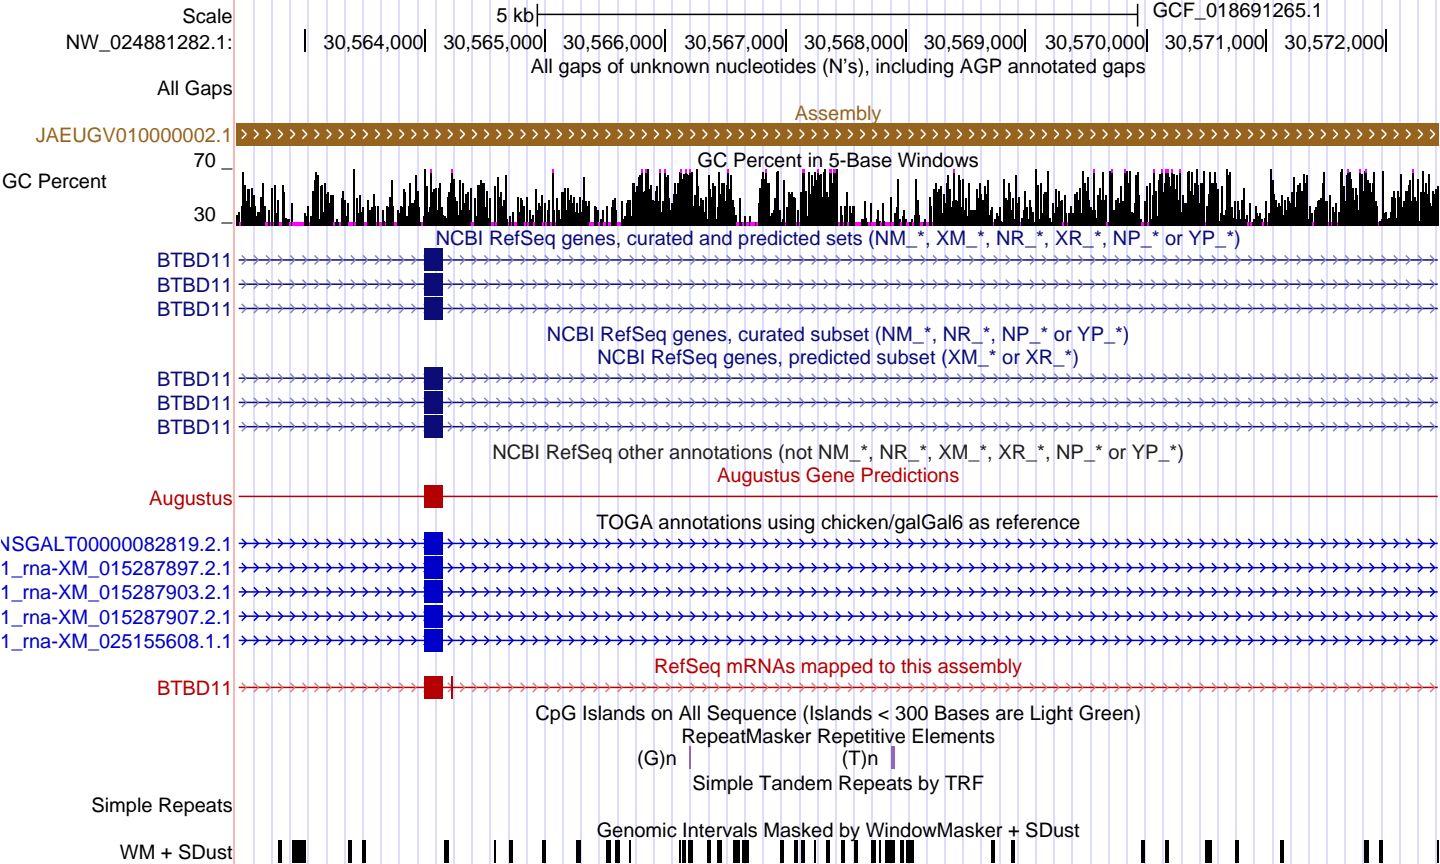 Scale 5 kb GCF_018691265.1
NW_024881282.1: 30,564,000 30,565,000 30,566,000 30,567,000 30,568,000 30,569,000 30,570,000 30,571,000 30,572,000
All gaps of unknown nucleotides (N's), including AGP annotated gaps
All Gaps
Assembly
JAEUGV010000002.1
70
GC Percent in 5-Base Windows
GC Percent
30
NCBI RefSeq genes, curated and predicted sets (NM_*, XM_*, NR_*, XR_*, NP_* or YP_*)
BTBD11
BTBD11
BTBD11
NCBI RefSeq genes, curated subset (NM_*, NR_*, NP_* or YP_*)
NCBI RefSeq genes, predicted subset (XM_* or XR_*)
BTBD11
BTBD11
BTBD11
NCBI RefSeq other annotations (not NM_*, NR_*, XM_*, XR_*, NP_* or YP_*)
Augustus Gene Predictions
Augustus
TOGA annotations using chicken/galGal6 as reference
NSGALT00000082819.2.1
1_rna-XM_015287897.2.1
1_rna-XM_015287903.2.1
1_rna-XM_015287907.2.1
1_rna-XM_025155608.1.1
RefSeq mRNAs mapped to this assembly
BTBD11
CpG Islands on All Sequence (Islands < 300 Bases are Light Green)
RepeatMasker Repetitive Elements
(G)n (T)n
Simple Tandem Repeats by TRF
Simple Repeats
Genomic Intervals Masked by WindowMasker + SDust
WM + SDust